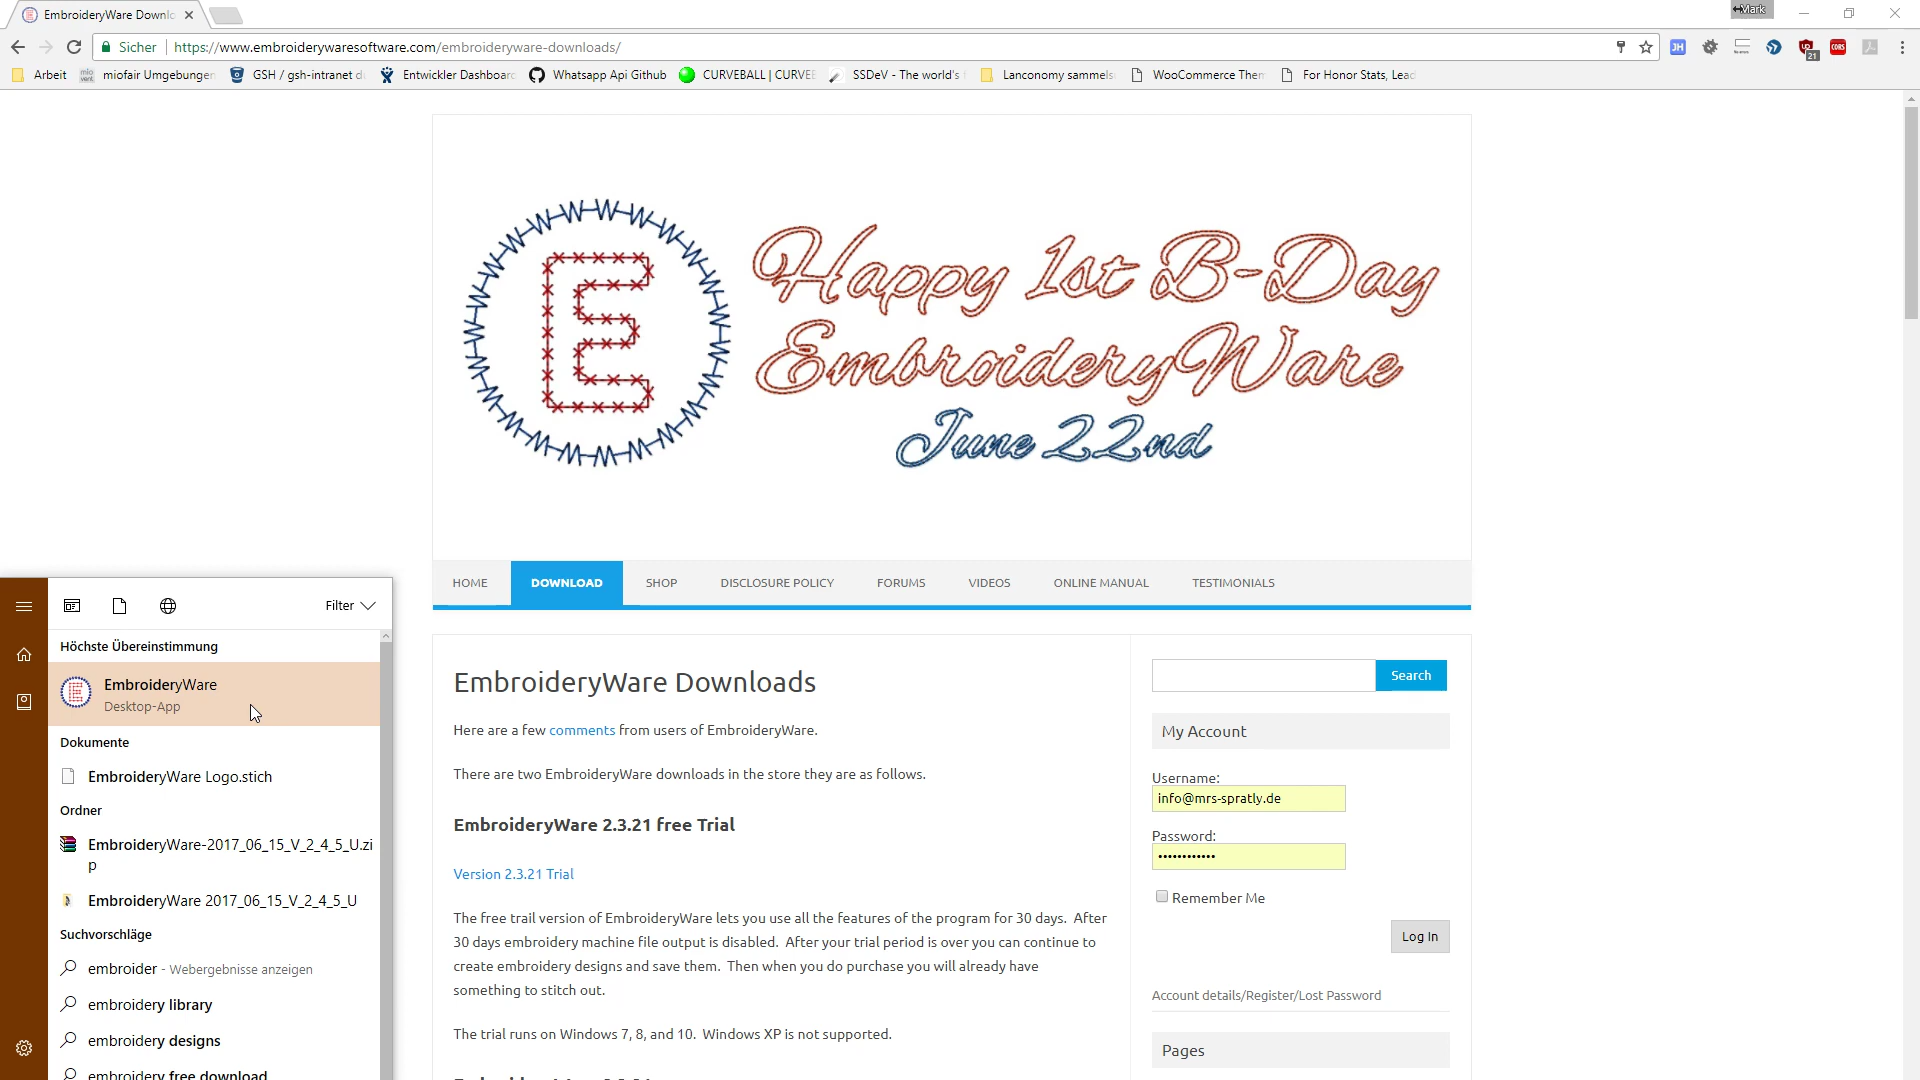 EmbroideryWare Downlo
Mark
Sicher
https://www.embroiderywaresoftware.com/embroideryware-downloads/
JH
21
CORS
Arbeit
mio
vent
miofair Umgebungen
GSH / gsh-intranet d
Entwickler Dashboar
Whatsapp Api Github
CURVEBALL | CURVE
SSDeV - The world's
Lanconomy sammels
WooCommerce Them
For Honor Stats, Lead
E
Happy 1st B-Day
EmbroideryWare
June 22nd
HOME
DOWNLOAD
SHOP
DISCLOSURE POLICY
FORUMS
VIDEOS
ONLINE MANUAL
TESTIMONIALS
Filter
Höchste Übereinstimmung
EmbroideryWare
Desktop-App
Dokumente
EmbroideryWare Logo.stich
Ordner
EmbroideryWare-2017_06_15_V_2_4_5_U.zi
p
EmbroideryWare 2017_06_15_V_2_4_5_U
Suchvorschläge
embroider - Webergebnisse anzeigen
embroidery library
embroidery designs
embroidery free download
EmbroideryWare Downloads
Here are a few comments from users of EmbroideryWare.
There are two EmbroideryWare downloads in the store they are as follows.
EmbroideryWare 2.3.21 free Trial
Version 2.3.21 Trial
The free trail version of EmbroideryWare lets you use all the features of the program for 30 days. After
30 days embroidery machine file output is disabled. After your trial period is over you can continue to
create embroidery designs and save them. Then when you do purchase you will already have
something to stitch out.
The trial runs on Windows 7, 8, and 10. Windows XP is not supported.
Search
My Account
Username:
info@mrs-spratly.de
Password:
••••••••••••
Remember Me
Log In
Account details/Register/Lost Password
Pages